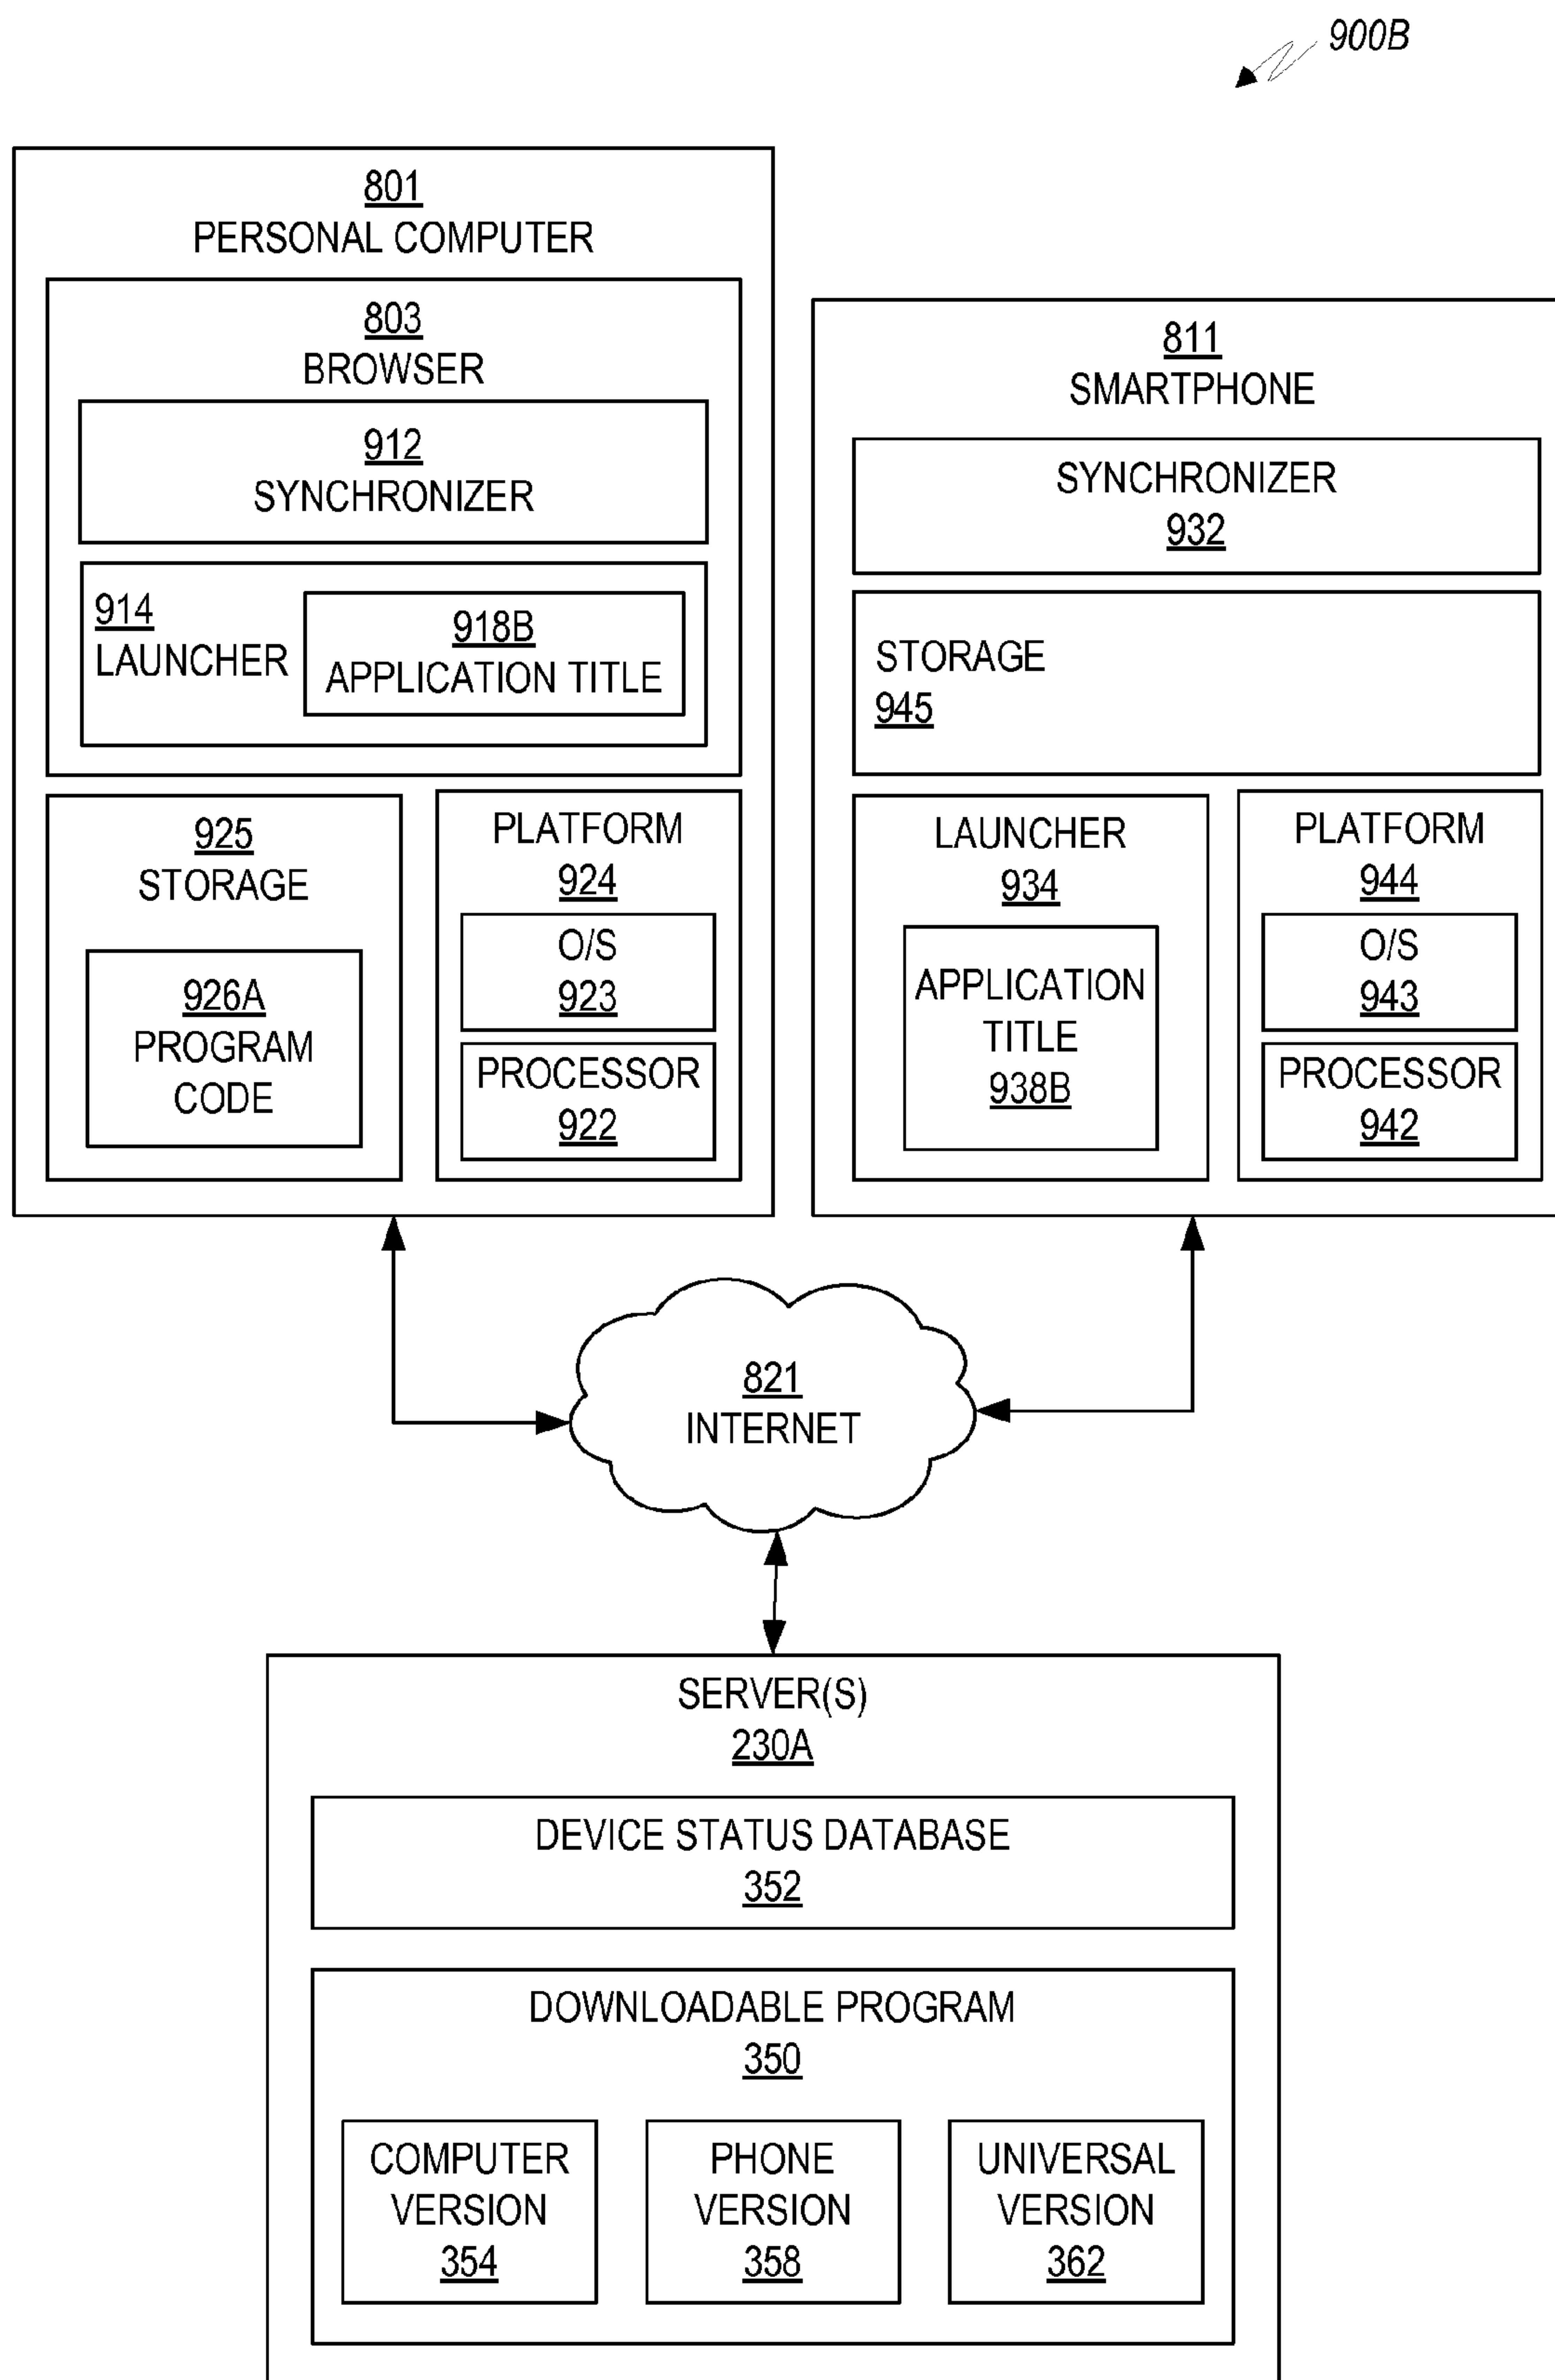 900B
801
PERSONAL COMPUTER
803
BROWSER
912
SYNCHRONIZER
914
LAUNCHER
918B
APPLICATION TITLE
925
STORAGE
926A
PROGRAM
CODE
PLATFORM
924
O/S
923
PROCESSOR
922
811
SMARTPHONE
SYNCHRONIZER
932
STORAGE
945
LAUNCHER
934
APPLICATION
TITLE
938B
PLATFORM
944
O/S
943
PROCESSOR
942
821
INTERNET
SERVER(S)
230A
DEVICE STATUS DATABASE
352
DOWNLOADABLE PROGRAM
350
COMPUTER
VERSION
354
PHONE
VERSION
358
UNIVERSAL
VERSION
362